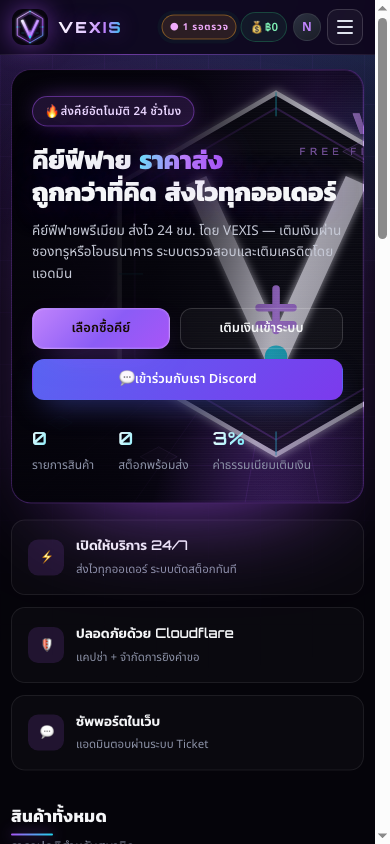 VEXIS
1 รอตรวจ
฿0
N
ส่งคีย์อัตโนมัติ 24 ชั่วโมง
คีย์ฟีฟาย ราคาส่ง
ถูกกว่าที่คิด ส่งไวทุกออเดอร์
คีย์ฟีฟายพรีเมียม ส่งไว 24 ชม. โดย VEXIS — เติมเงินผ่าน
ซองทรูหรือโอนธนาคาร ระบบตรวจสอบและเติมเครดิตโดย
แอดมิน
เลือกซื้อคีย์
เติมเงินเข้าระบบ
เข้าร่วมกับเรา Discord
0
0
3%
รายการสินค้า
สต็อกพร้อมส่ง
ค่าธรรมเนียมเติมเงิน
เปิดให้บริการ 24/7
ส่งไวทุกออเดอร์ ระบบตัดสต็อกทันที
ปลอดภัยด้วย Cloudflare
แคปช่า + จำกัดการยิงคำขอ
ซัพพอร์ตในเว็บ
แอดมินตอบผ่านระบบ Ticket
สินค้าทั้งหมด